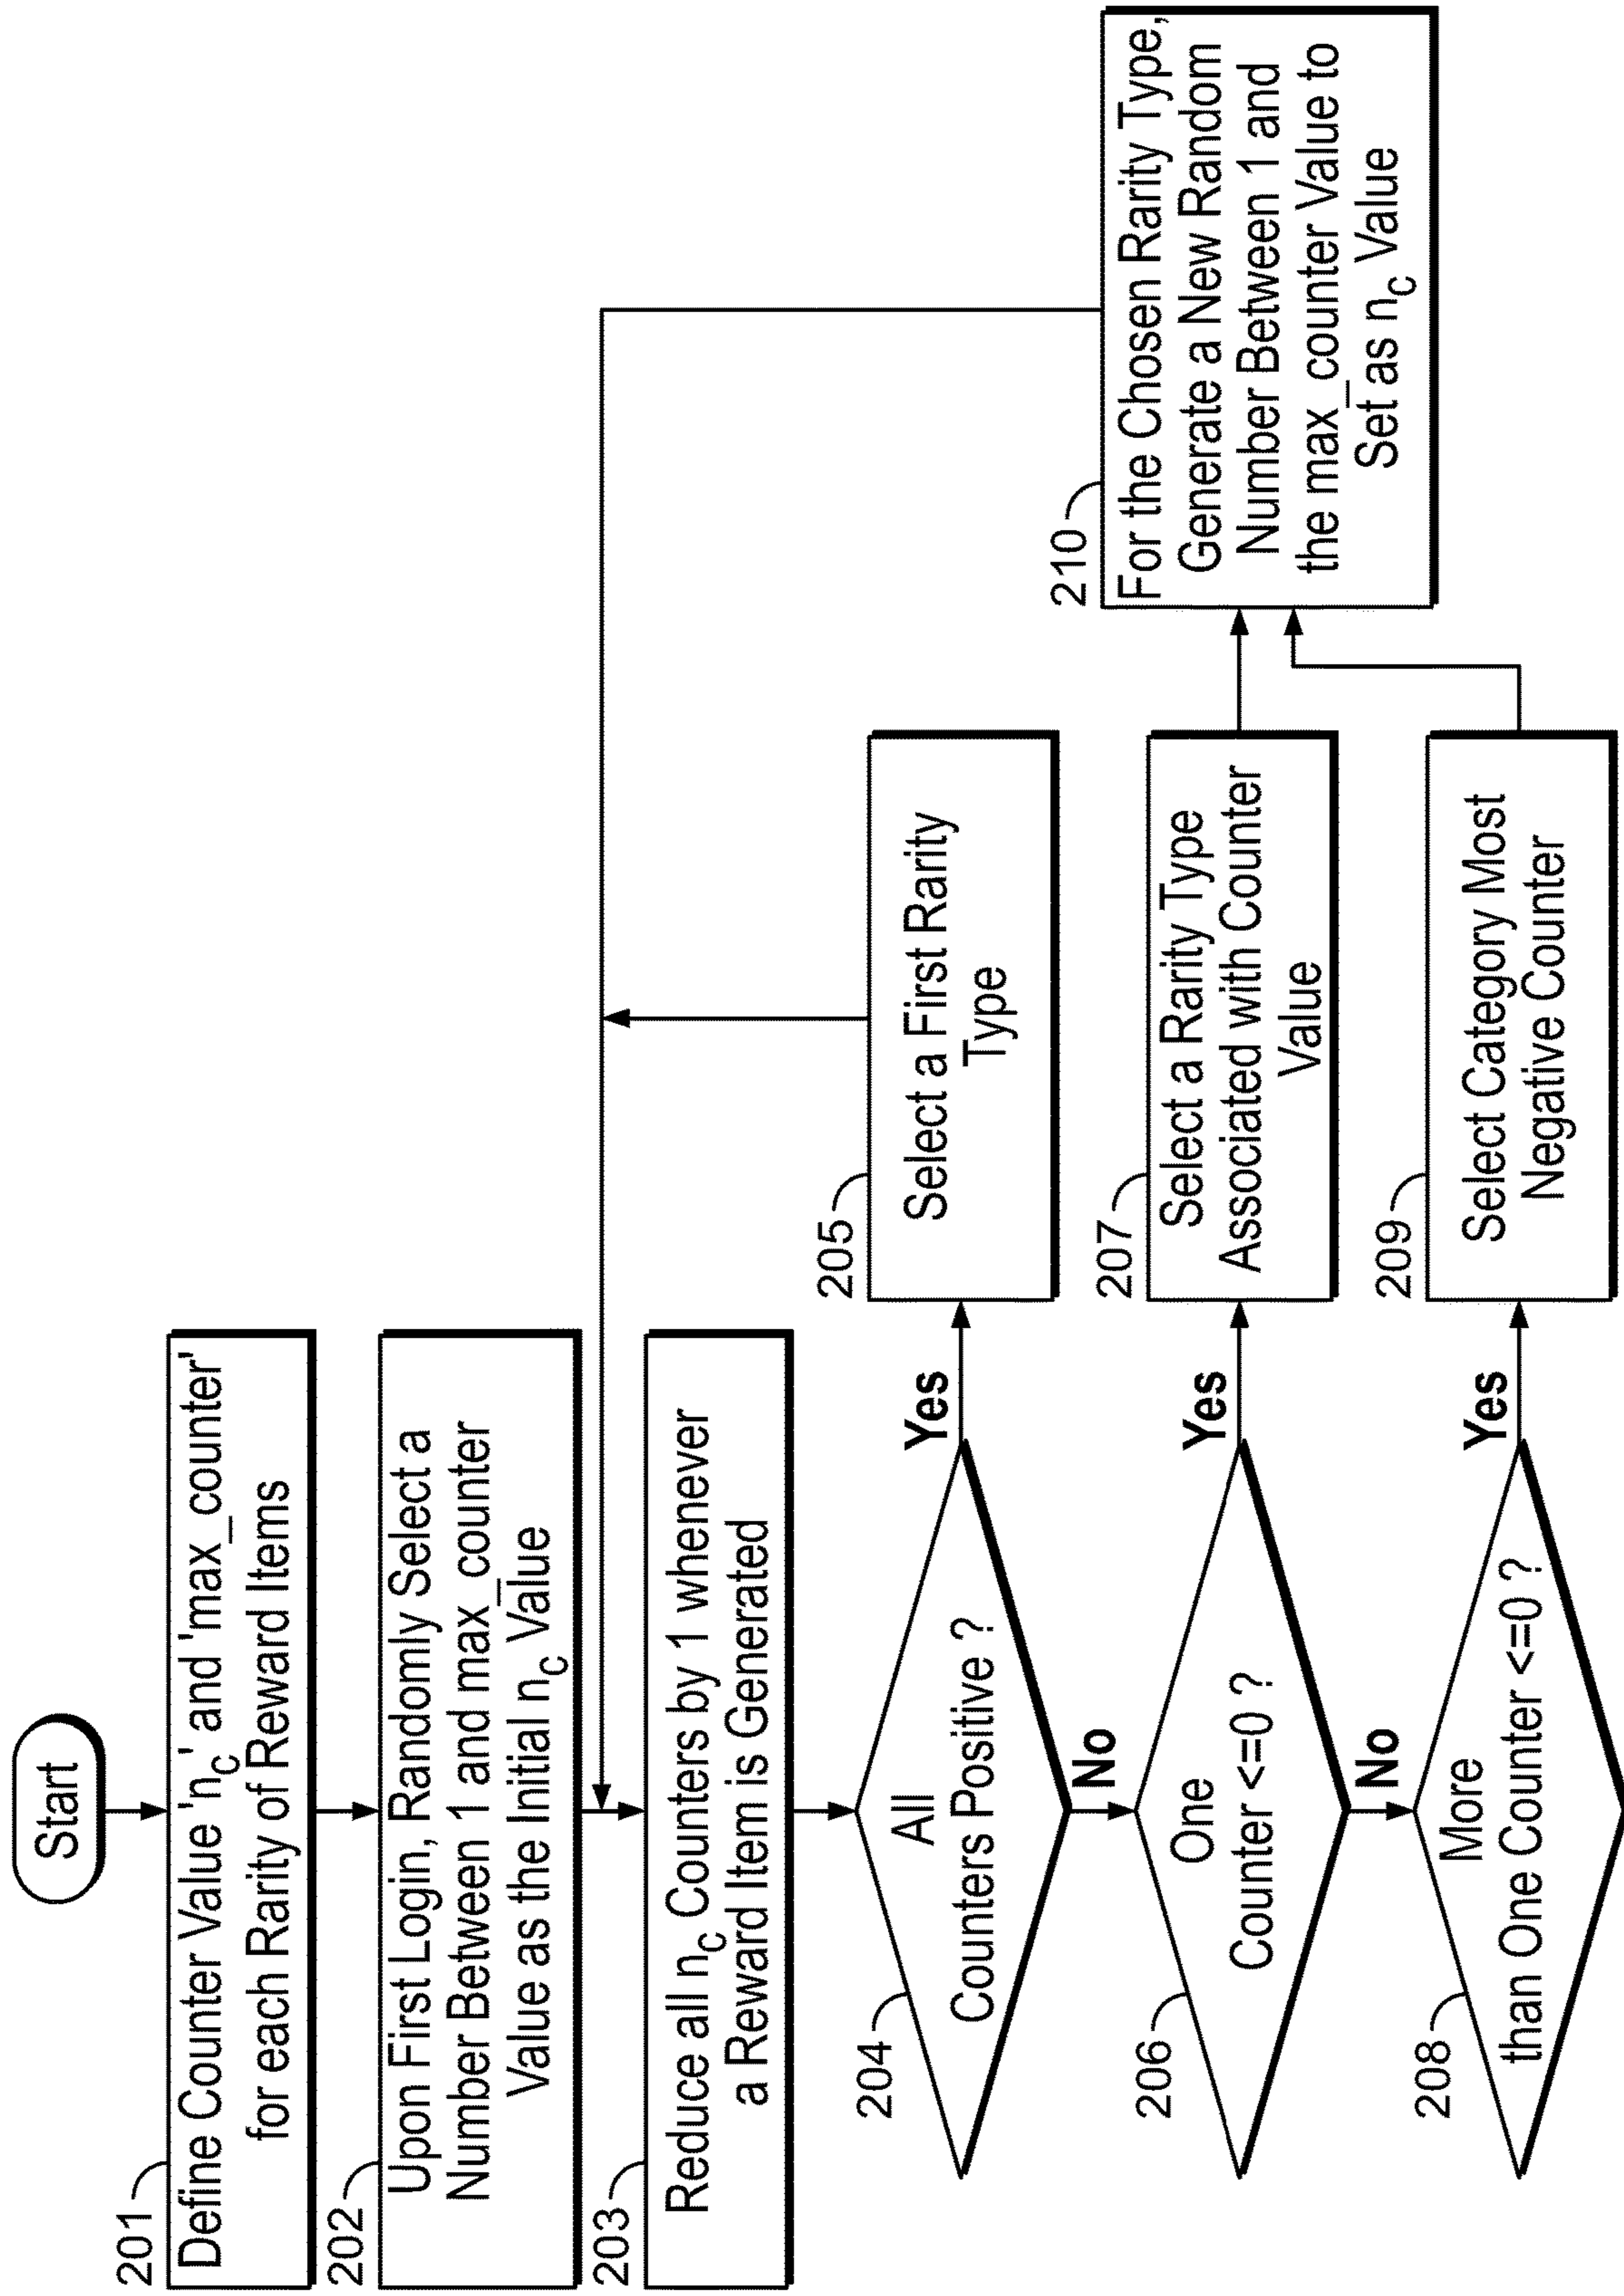 Start
201
Define Counter Value 'nc' and 'max_counter'
for each Rarity of Reward Items
202
Upon First Login, Randomly Select a
Number Between 1 and max_counter
Value as the Initial nc Value
203
Reduce all nc Counters by 1 whenever
a Reward Item is Generated
204
All
Counters Positive ?
Yes
205
Select a First Rarity
Type
No
206
One
Counter <=0 ?
Yes
207
Select a Rarity Type
Associated with Counter
Value
No
208
More
than One Counter <=0 ?
Yes
209
Select Category Most
Negative Counter
210
For the Chosen Rarity Type,
Generate a New Random
Number Between 1 and
the max_counter Value to
Set as nc Value